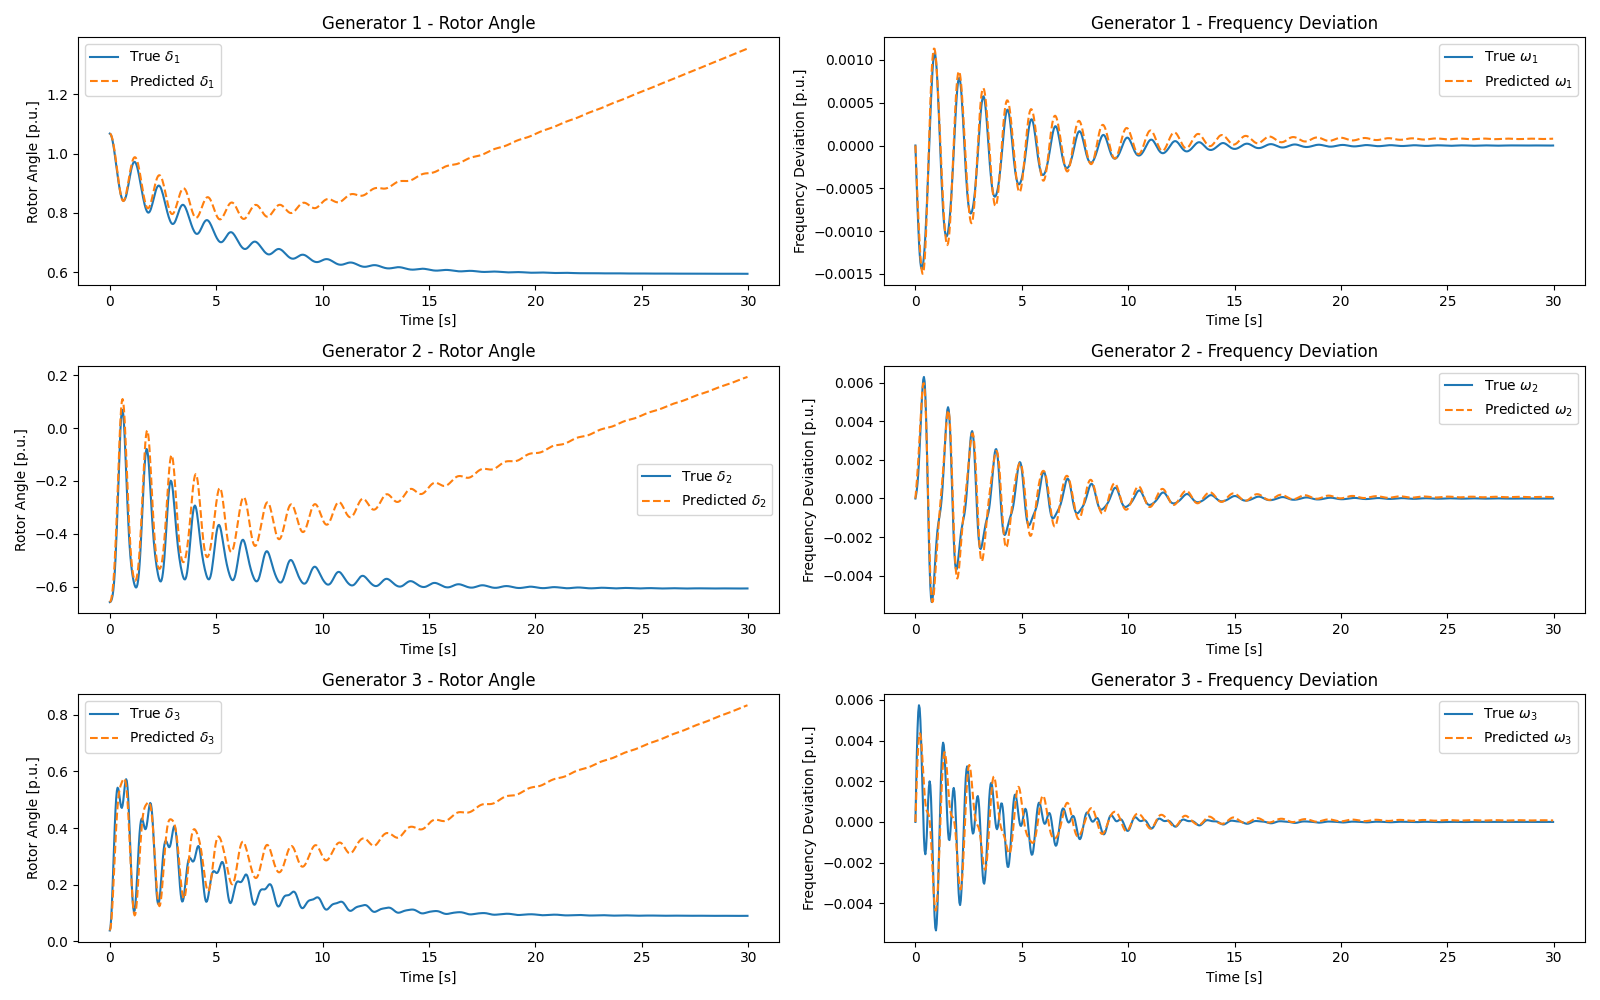 Generator 1 - Rotor Angle
Rotor Angle [p.u.]
1.2
1.0
0.8
0.6
True δ₁
Predicted δ₁
0 5 10 15 20 25 30
Time [s]
Generator 1 - Frequency Deviation
Frequency Deviation [p.u.]
0.0010
0.0005
0.0000
−0.0005
−0.0010
−0.0015
True ω₁
Predicted ω₁
0 5 10 15 20 25 30
Time [s]
Generator 2 - Rotor Angle
Rotor Angle [p.u.]
0.2
0.0
−0.2
−0.4
−0.6
True δ₂
Predicted δ₂
0 5 10 15 20 25 30
Time [s]
Generator 2 - Frequency Deviation
Frequency Deviation [p.u.]
0.006
0.004
0.002
0.000
−0.002
−0.004
True ω₂
Predicted ω₂
0 5 10 15 20 25 30
Time [s]
Generator 3 - Rotor Angle
Rotor Angle [p.u.]
0.8
0.6
0.4
0.2
0.0
True δ₃
Predicted δ₃
0 5 10 15 20 25 30
Time [s]
Generator 3 - Frequency Deviation
Frequency Deviation [p.u.]
0.006
0.004
0.002
0.000
−0.002
−0.004
True ω₃
Predicted ω₃
0 5 10 15 20 25 30
Time [s]